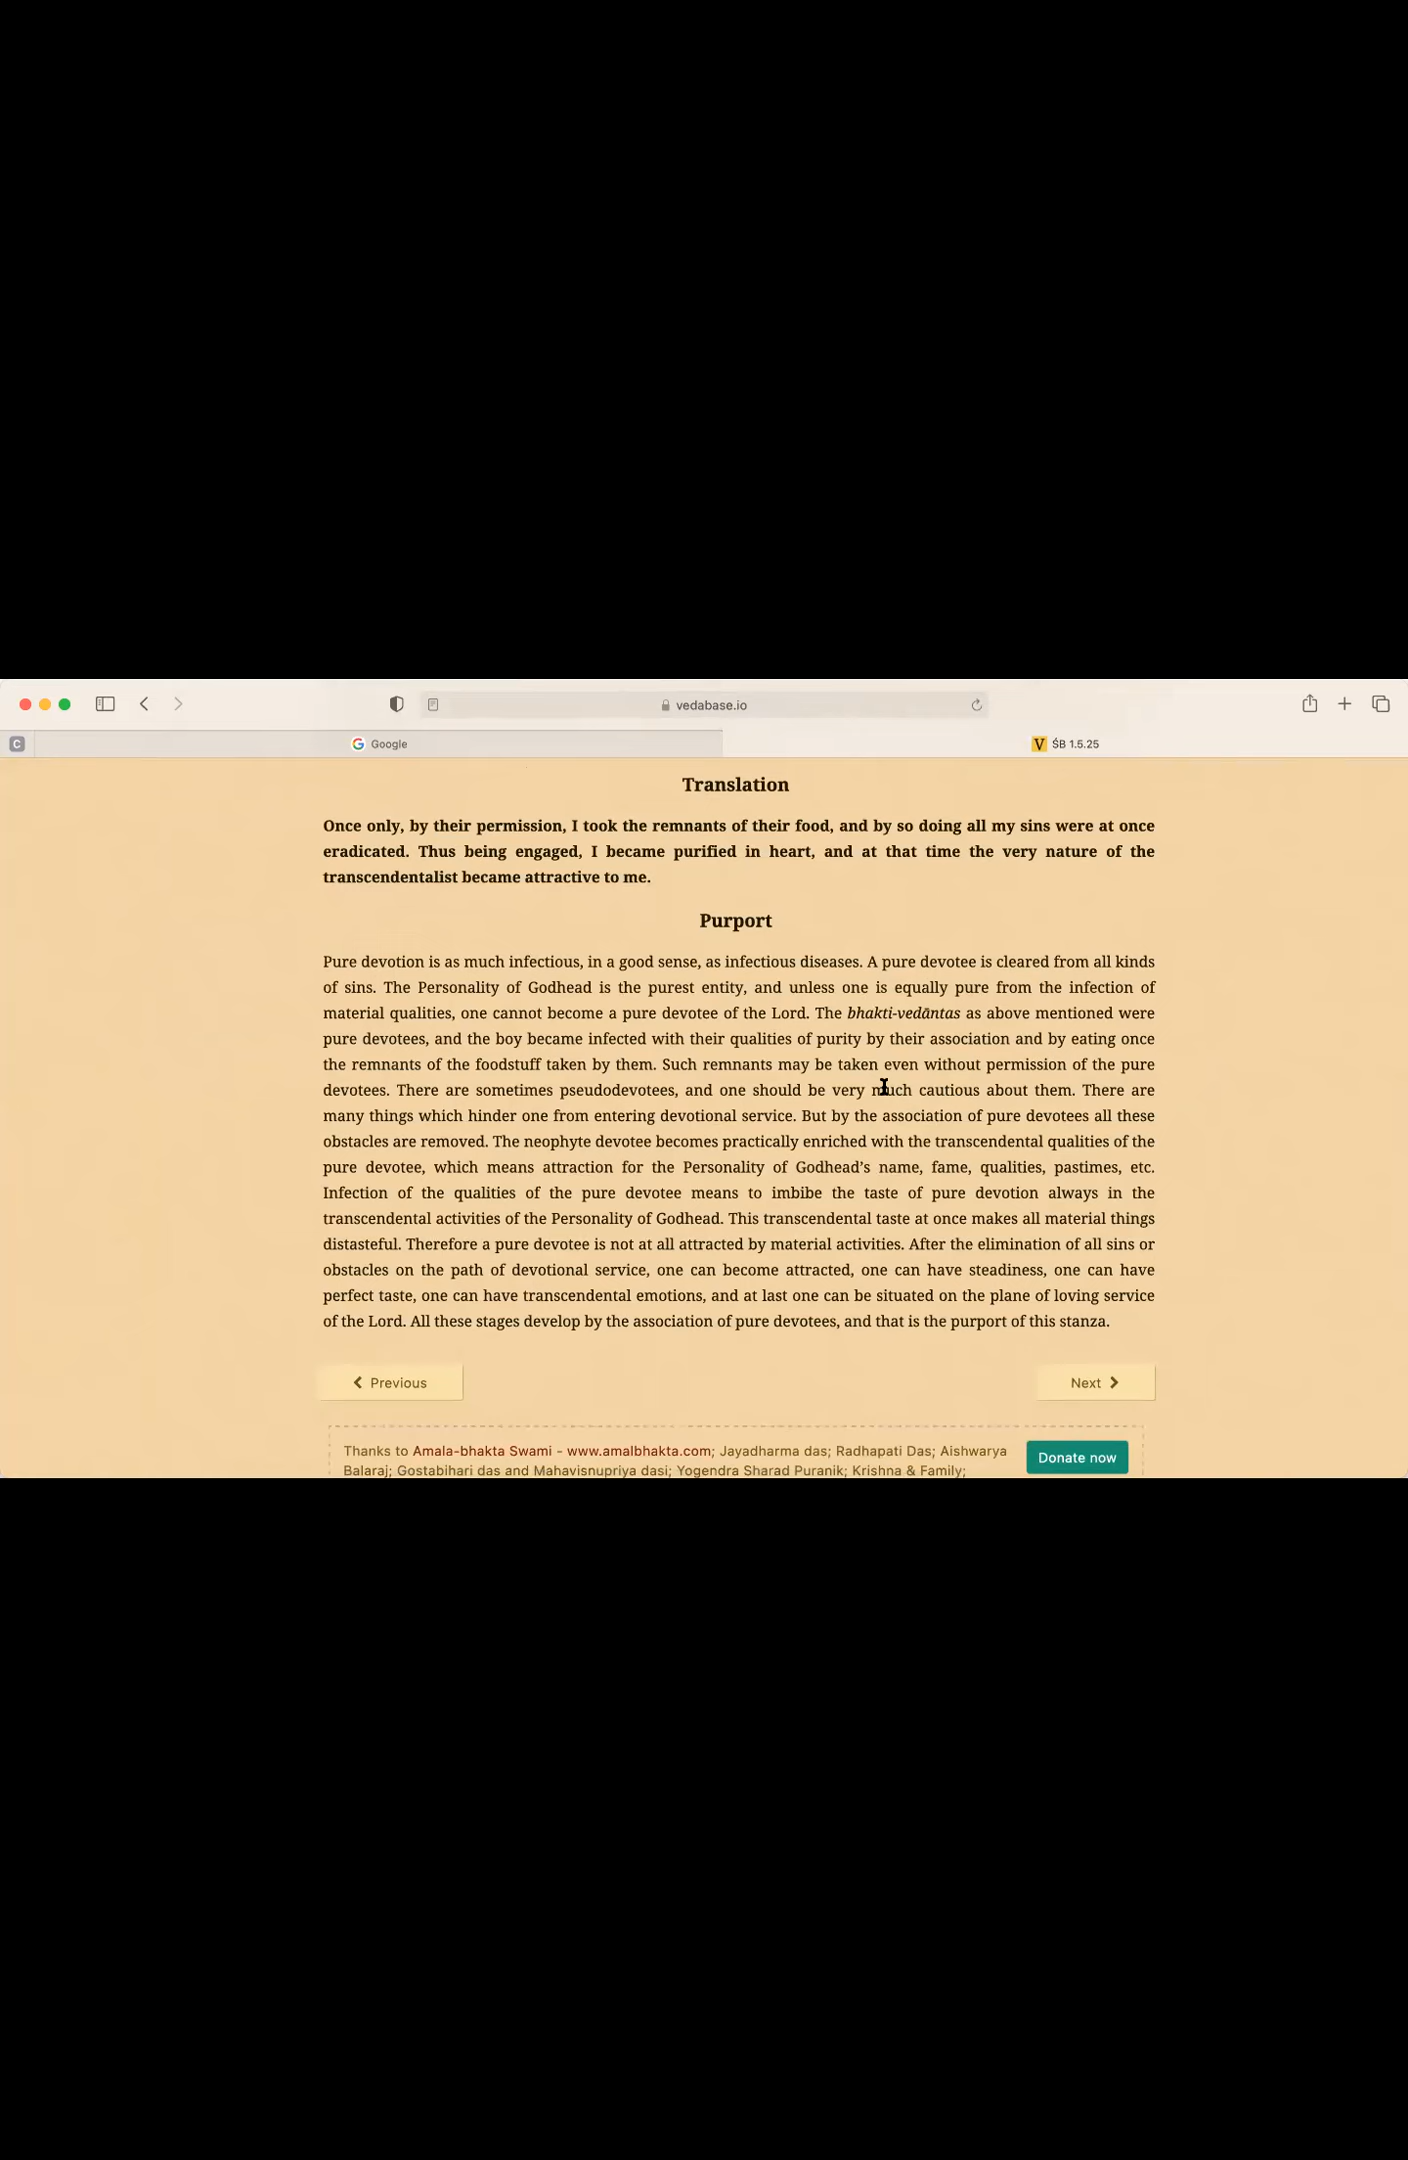 vedabase.io
C
Google
V ŚB 1.5.25
Translation
Once only, by their permission, I took the remnants of their food, and by so doing all my sins were at once
eradicated. Thus being engaged, I became purified in heart, and at that time the very nature of the
transcendentalist became attractive to me.
Purport
Pure devotion is as much infectious, in a good sense, as infectious diseases. A pure devotee is cleared from all kinds
of sins. The Personality of Godhead is the purest entity, and unless one is equally pure from the infection of
material qualities, one cannot become a pure devotee of the Lord. The bhakti-vedāntas as above mentioned were
pure devotees, and the boy became infected with their qualities of purity by their association and by eating once
the remnants of the foodstuff taken by them. Such remnants may be taken even without permission of the pure
devotees. There are sometimes pseudodevotees, and one should be very much cautious about them. There are
many things which hinder one from entering devotional service. But by the association of pure devotees all these
obstacles are removed. The neophyte devotee becomes practically enriched with the transcendental qualities of the
pure devotee, which means attraction for the Personality of Godhead’s name, fame, qualities, pastimes, etc.
Infection of the qualities of the pure devotee means to imbibe the taste of pure devotion always in the
transcendental activities of the Personality of Godhead. This transcendental taste at once makes all material things
distasteful. Therefore a pure devotee is not at all attracted by material activities. After the elimination of all sins or
obstacles on the path of devotional service, one can become attracted, one can have steadiness, one can have
perfect taste, one can have transcendental emotions, and at last one can be situated on the plane of loving service
of the Lord. All these stages develop by the association of pure devotees, and that is the purport of this stanza.
Previous
Next
Thanks to Amala-bhakta Swami - www.amalbhakta.com; Jayadharma das; Radhapati Das; Aishwarya
Balaraj; Gostabihari das and Mahavisnupriya dasi; Yogendra Sharad Puranik; Krishna & Family;
Donate now